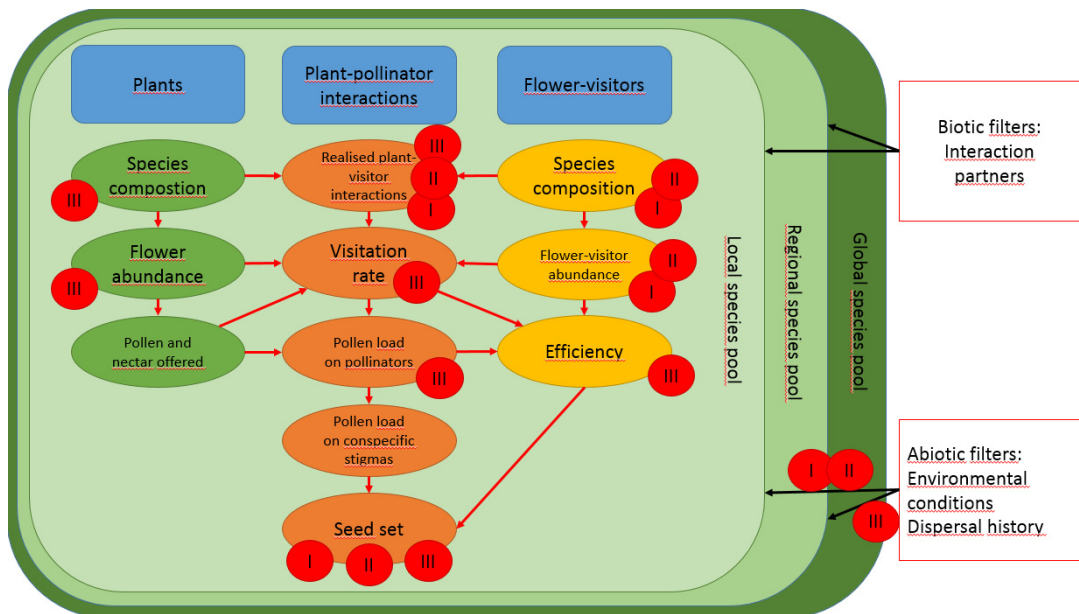 Plants
Plant-pollinator
interactions
Flower-visitors
Species
compostion
III
Realised plant-
visitor
interactions
III
II
I
Species
composition
II
I
Flower
abundance
III
Visitation
rate
III
Flower-visitor
abundance
II
I
Pollen and
nectar offered
Pollen load
on pollinators
III
Efficiency
III
Pollen load
on conspecific
stigmas
Seed set
I
II
III
Local species pool
Regional species pool
Global species pool
Biotic filters:
Interaction
partners
I
II
III
Abiotic filters:
Environmental
conditions
Dispersal history